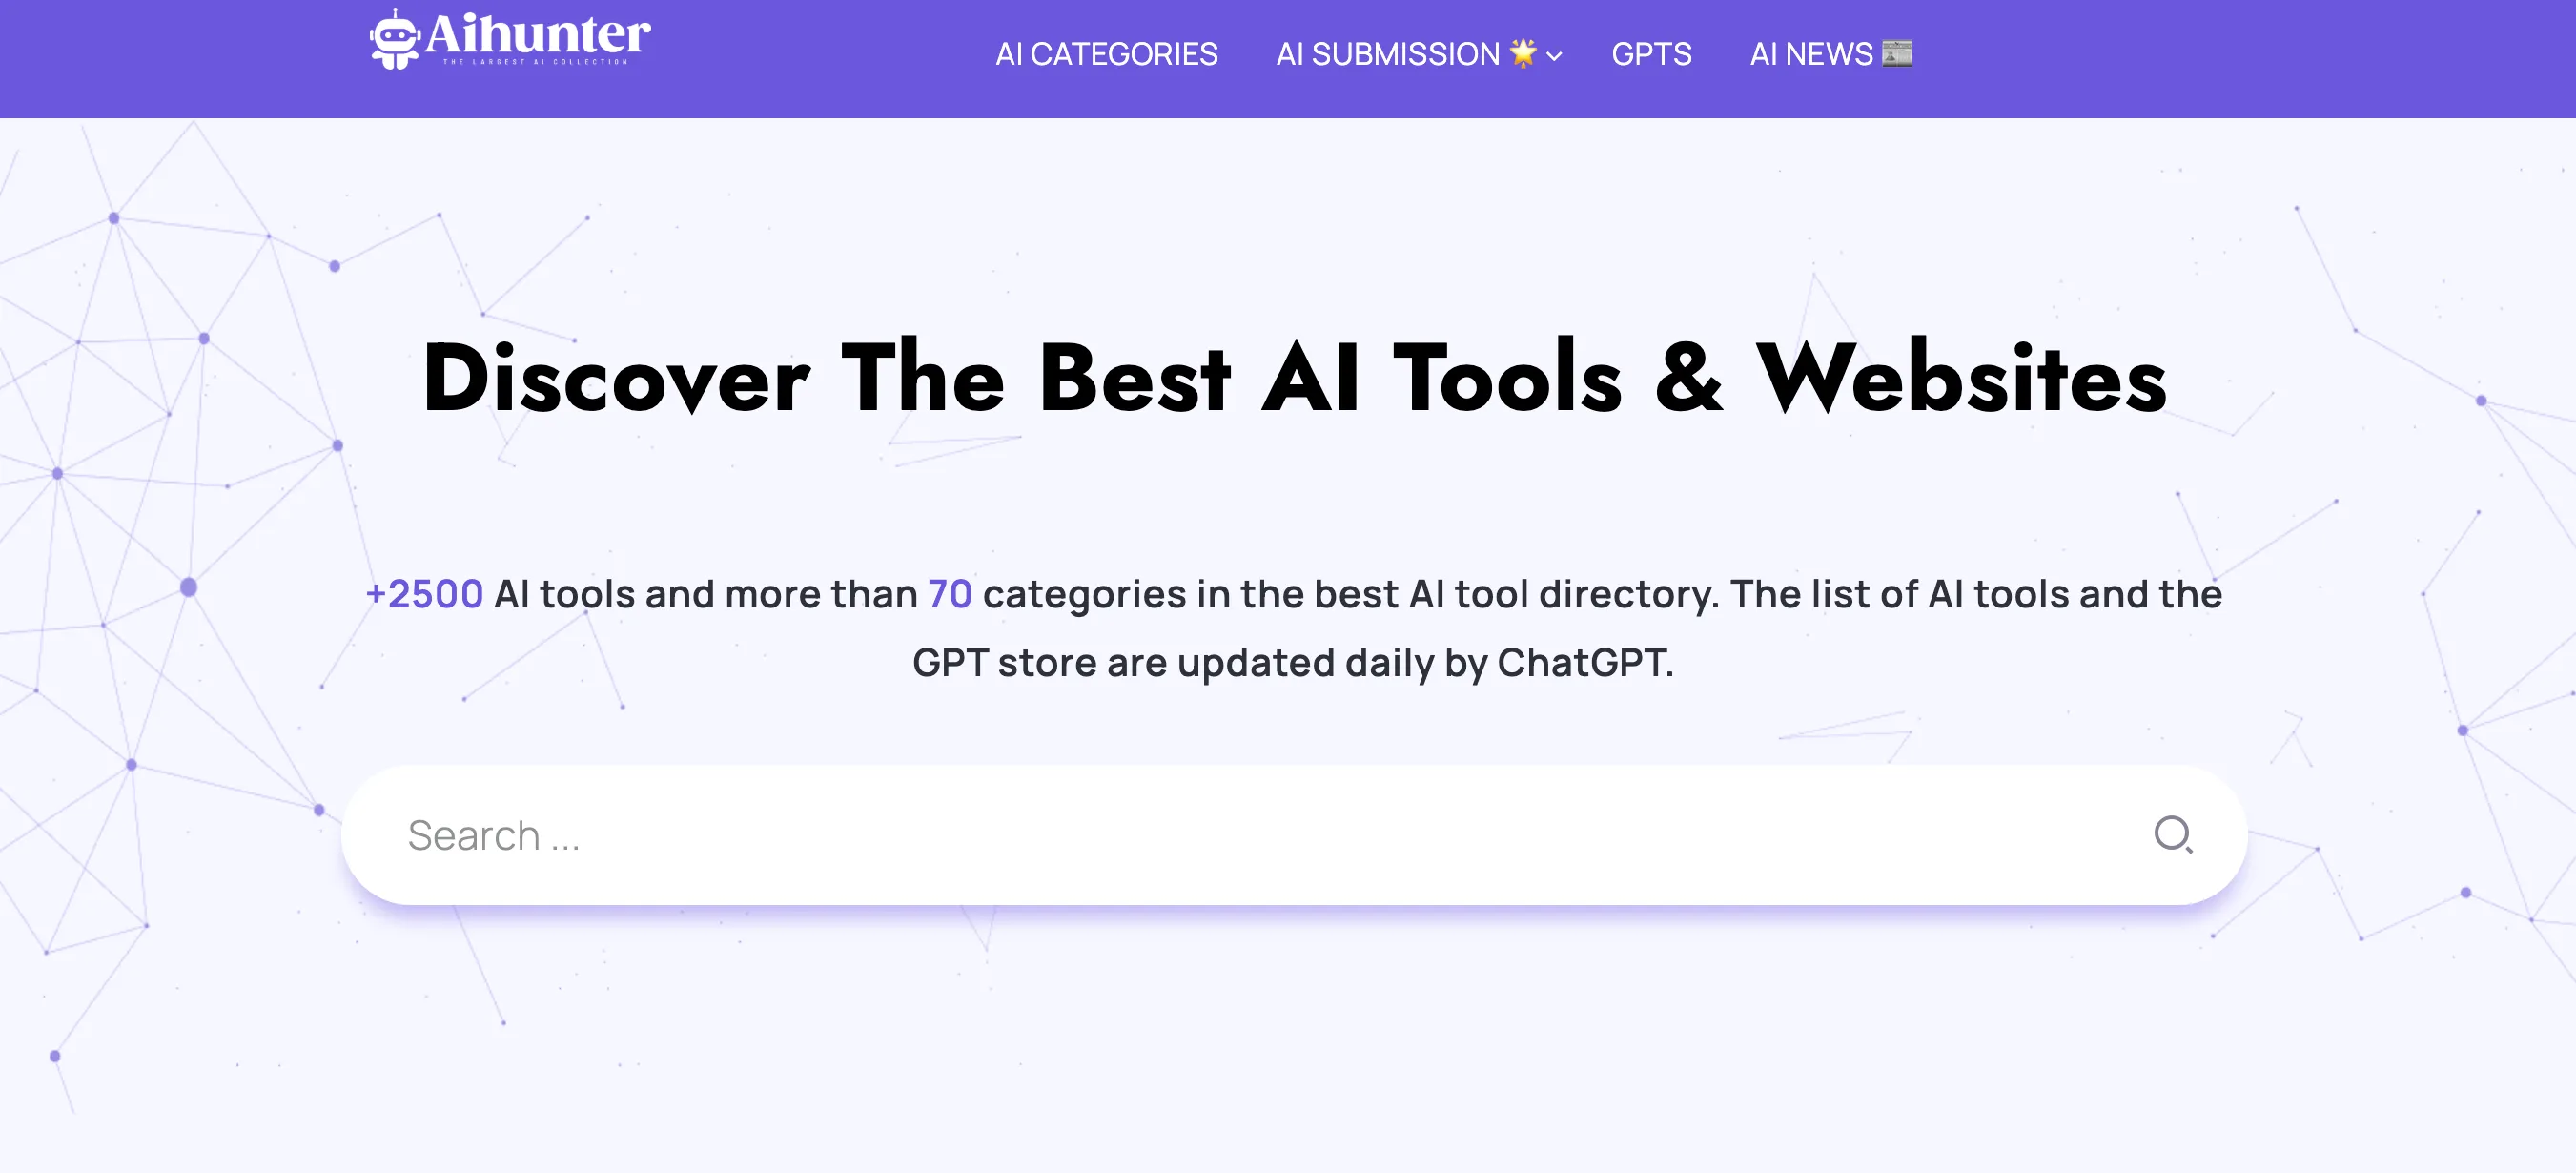 Aihunter
THE LARGEST AI COLLECTION
AI CATEGORIES
AI SUBMISSION 🌟
GPTS
AI NEWS 📰
Discover The Best AI Tools & Websites
+2500 AI tools and more than 70 categories in the best AI tool directory. The list of AI tools and the
GPT store are updated daily by ChatGPT.
Search ...